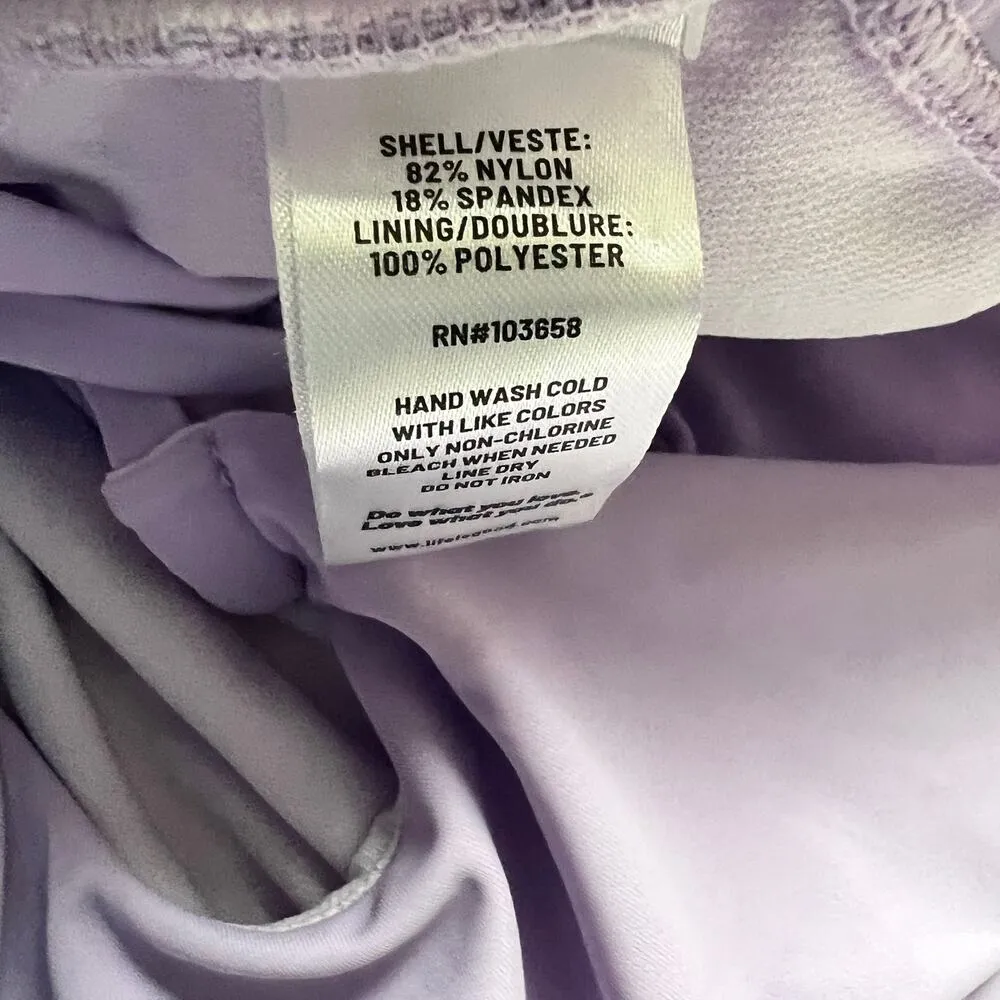 SHELL/VESTE:
82% NYLON
18% SPANDEX
LINING/DOUBLURE:
100% POLYESTER
RN#103658
HAND WASH COLD
WITH LIKE COLORS
ONLY NON-CHLORINE
BLEACH WHEN NEEDED
LINE DRY
DO NOT IRON
Do what you love.
Love what you do.®
www.lifeisgood.com